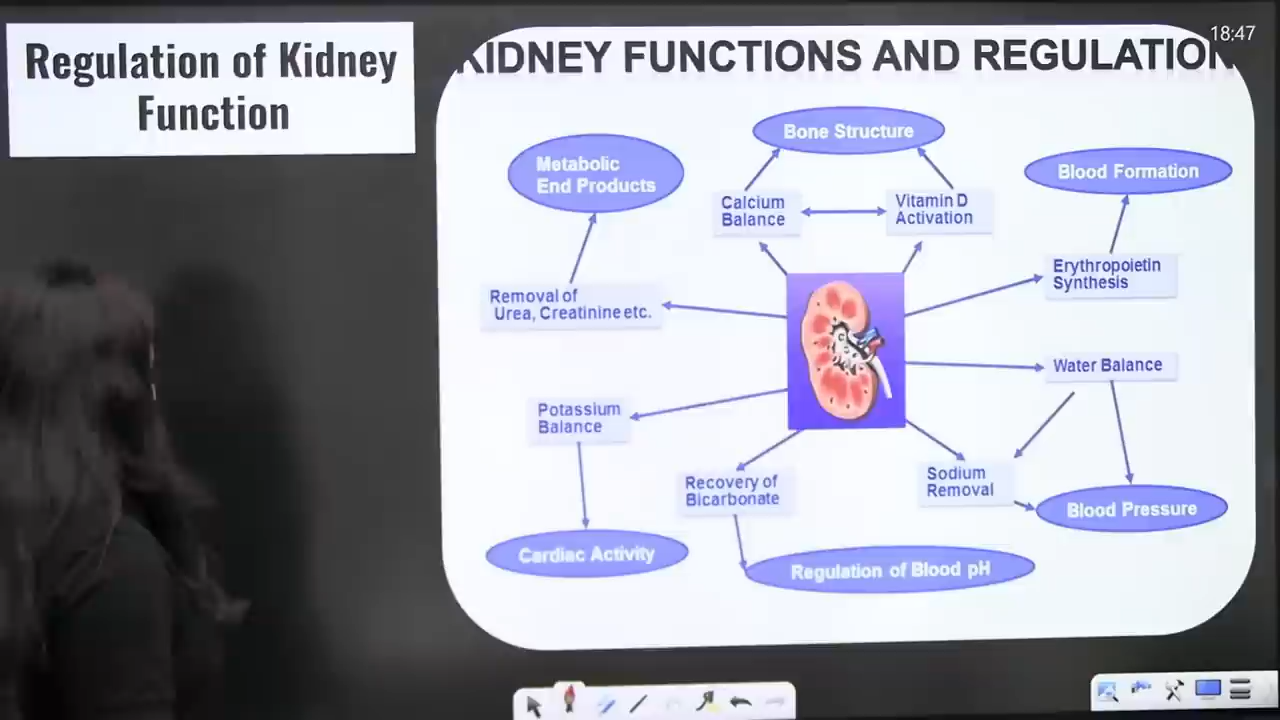 Regulation of Kidney
Function
18:47
KIDNEY FUNCTIONS AND REGULATION
Bone Structure
Metabolic
End Products
Blood Formation
Calcium
Balance
Vitamin D
Activation
Erythropoietin
Synthesis
Removal of
Urea, Creatinine etc.
Water Balance
Potassium
Balance
Recovery of
Bicarbonate
Sodium
Removal
Blood Pressure
Cardiac Activity
Regulation of Blood pH